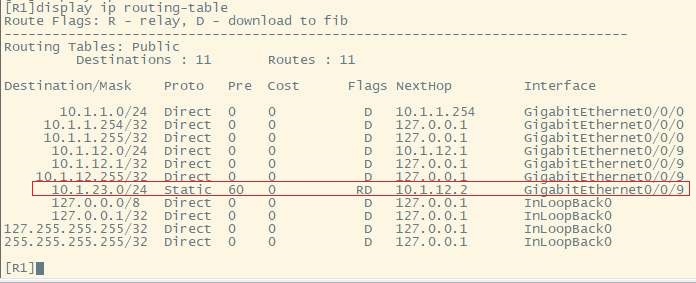 [R1]display ip routing-table
Route Flags: R - relay, D - download to fib
------------------------------------------------------------------------------
Routing Tables: Public
         Destinations : 11       Routes : 11
Destination/Mask    Proto  Pre  Cost      Flags NextHop         Interface
       10.1.1.0/24  Direct 0    0           D  10.1.1.254      GigabitEthernet0/0/0
     10.1.1.254/32  Direct 0    0           D  127.0.0.1       GigabitEthernet0/0/0
     10.1.1.255/32  Direct 0    0           D  127.0.0.1       GigabitEthernet0/0/0
      10.1.12.0/24  Direct 0    0           D  10.1.12.1       GigabitEthernet0/0/9
      10.1.12.1/32  Direct 0    0           D  127.0.0.1       GigabitEthernet0/0/9
    10.1.12.255/32  Direct 0    0           D  127.0.0.1       GigabitEthernet0/0/9
      10.1.23.0/24  Static 60   0          RD  10.1.12.2       GigabitEthernet0/0/9
      127.0.0.0/8   Direct 0    0           D  127.0.0.1       InLoopBack0
      127.0.0.1/32  Direct 0    0           D  127.0.0.1       InLoopBack0
127.255.255.255/32  Direct 0    0           D  127.0.0.1       InLoopBack0
255.255.255.255/32  Direct 0    0           D  127.0.0.1       InLoopBack0
[R1]